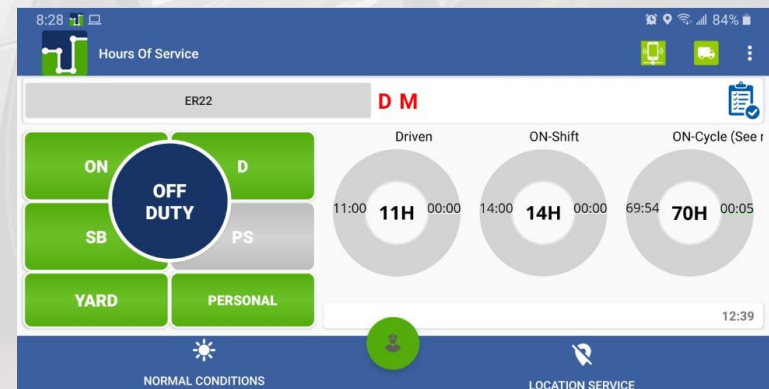 8:28
84%
Hours Of Service
ER22
D M
ON
D
OFF
DUTY
SB
PS
YARD
PERSONAL
Driven
ON-Shift
ON-Cycle (See r
11:00 11H 00:00
14:00 14H 00:00
69:54 70H 00:05
12:39
NORMAL CONDITIONS
LOCATION SERVICE